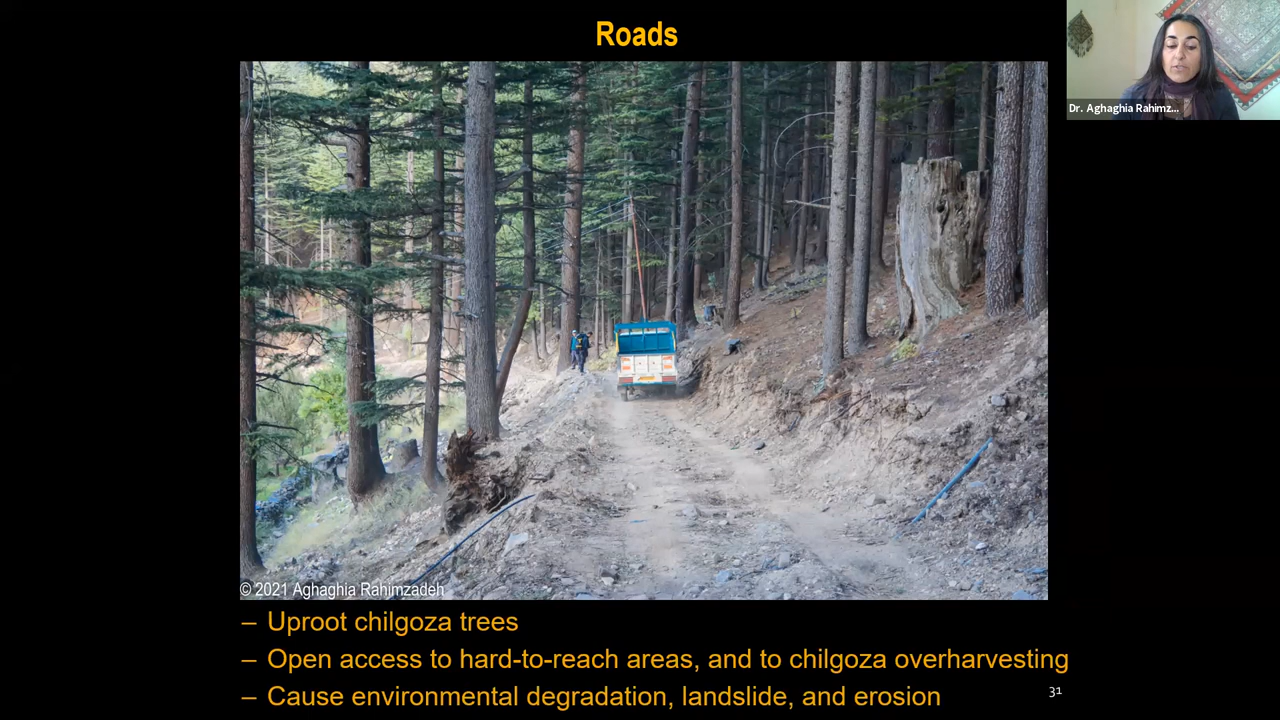 Roads
Dr. Aghaghia Rahimz...
© 2021 Aghaghia Rahimzadeh
– Uproot chilgoza trees
– Open access to hard-to-reach areas, and to chilgoza overharvesting
– Cause environmental degradation, landslide, and erosion
31